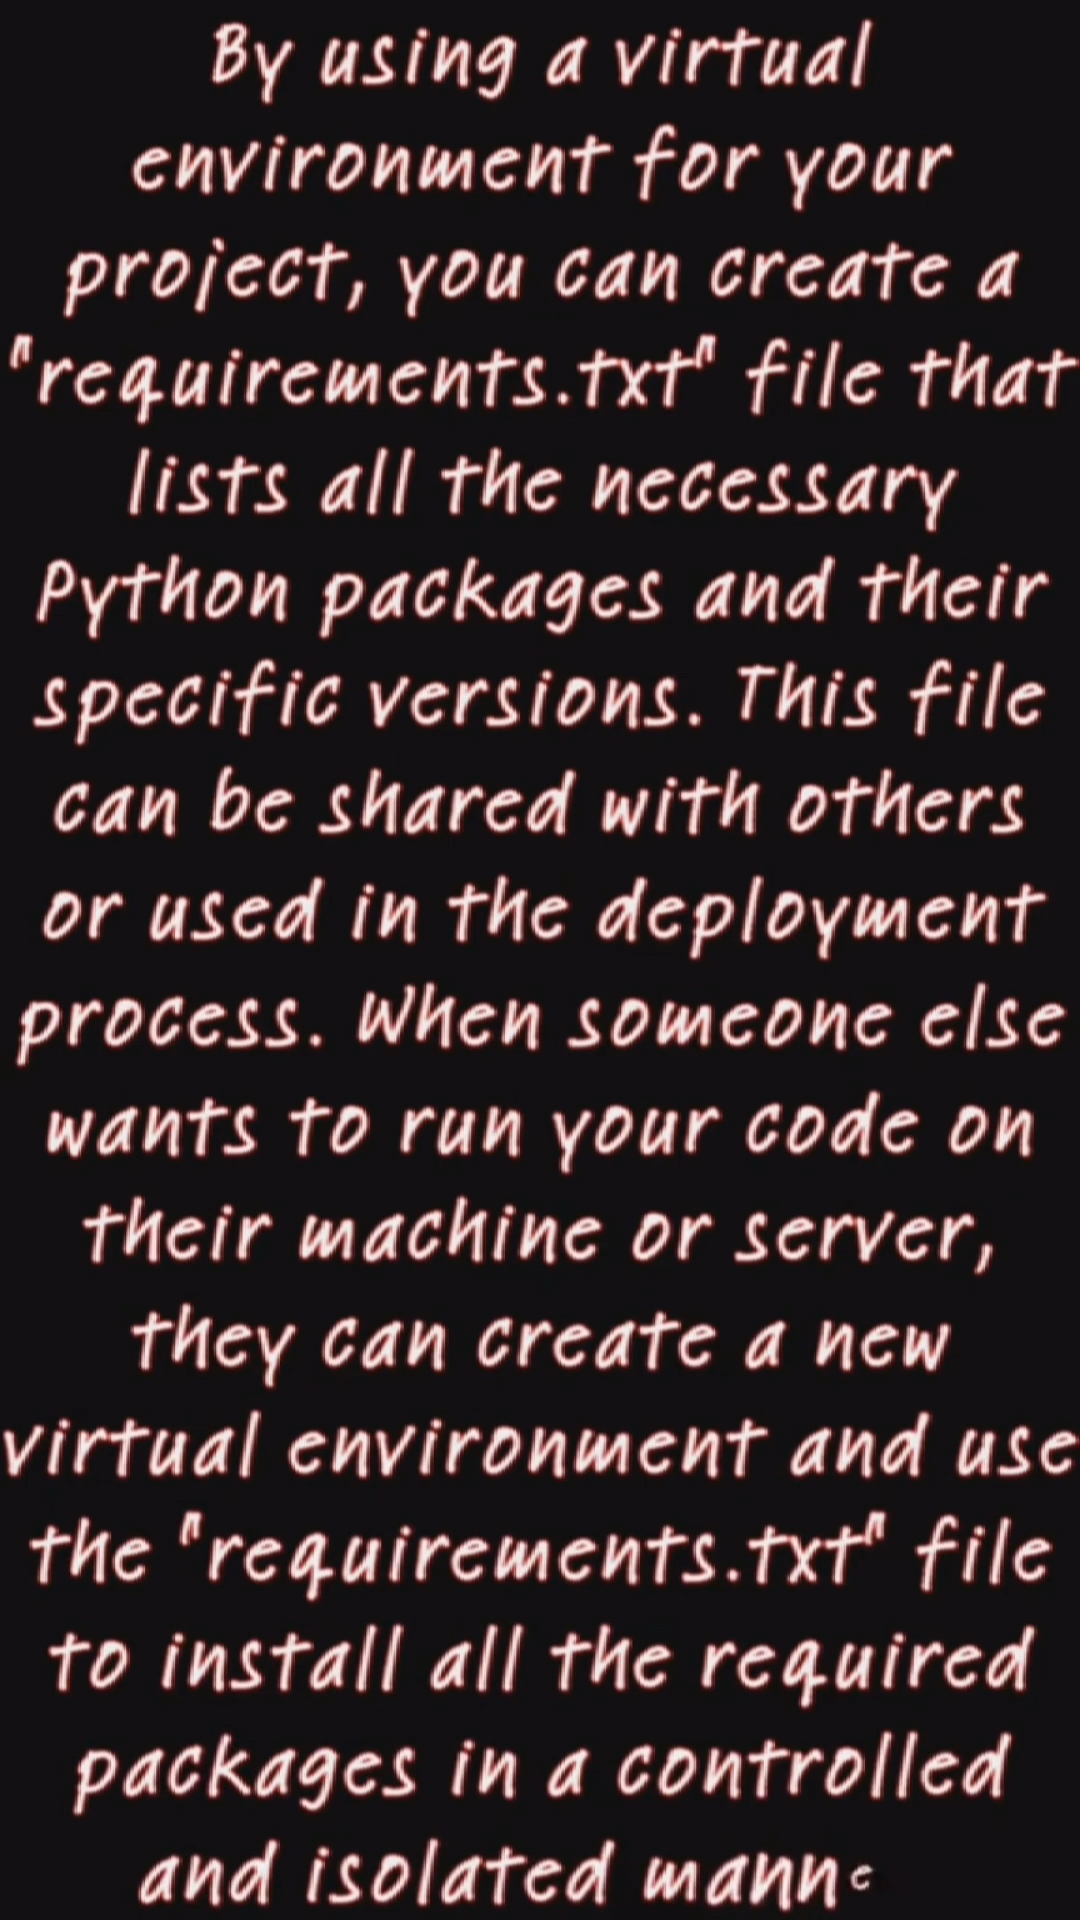 By using a virtual
environment for your
project, you can create a
"requirements.txt" file that
lists all the necessary
Python packages and their
specific versions. This file
can be shared with others
or used in the deployment
process. When someone else
wants to run your code on
their machine or server,
they can create a new
virtual environment and use
the "requirements.txt" file
to install all the required
packages in a controlled
and isolated manne